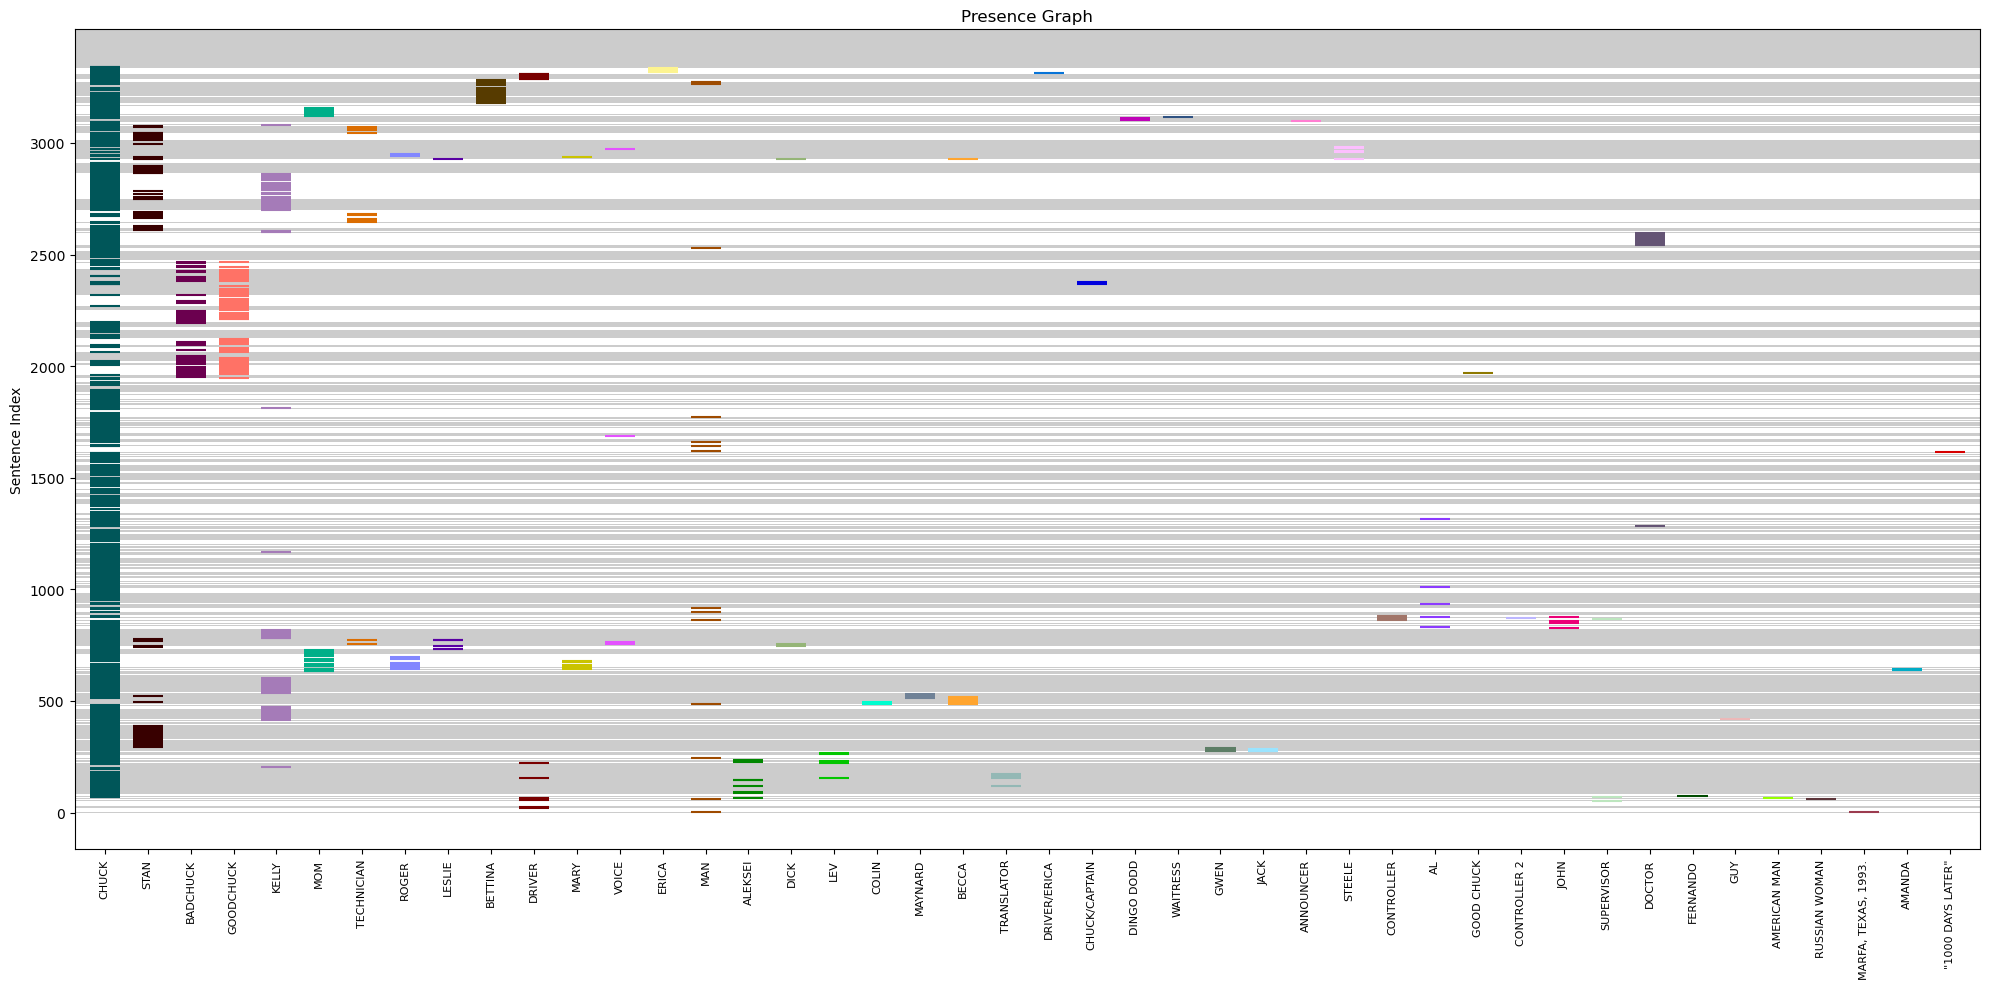 Presence Graph
Sentence Index
3000
2500
2000
1500
1000
500
0
CHUCK
STAN
BADCHUCK
GOODCHUCK
KELLY
MOM
TECHNICIAN
ROGER
LESLIE
BETTINA
DRIVER
MARY
VOICE
ERICA
MAN
ALEKSEI
DICK
LEV
COLIN
MAYNARD
BECCA
TRANSLATOR
DRIVER/ERICA
CHUCK/CAPTAIN
DINGO DODD
WAITRESS
GWEN
JACK
ANNOUNCER
STEELE
CONTROLLER
AL
GOOD CHUCK
CONTROLLER 2
JOHN
SUPERVISOR
DOCTOR
FERNANDO
GUY
AMERICAN MAN
RUSSIAN WOMAN
MARFA, TEXAS, 1993.
AMANDA
"1000 DAYS LATER"